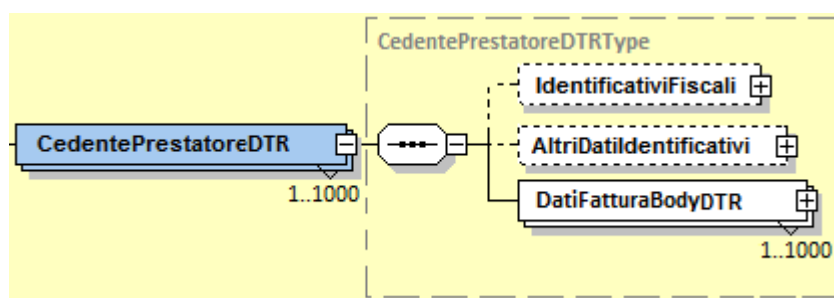 CedentePrestatoreDTRType
IdentificativiFiscali
CedentePrestatoreDTR
AltriDatiIdentificativi
1..1000
DatiFatturaBodyDTR
1..1000